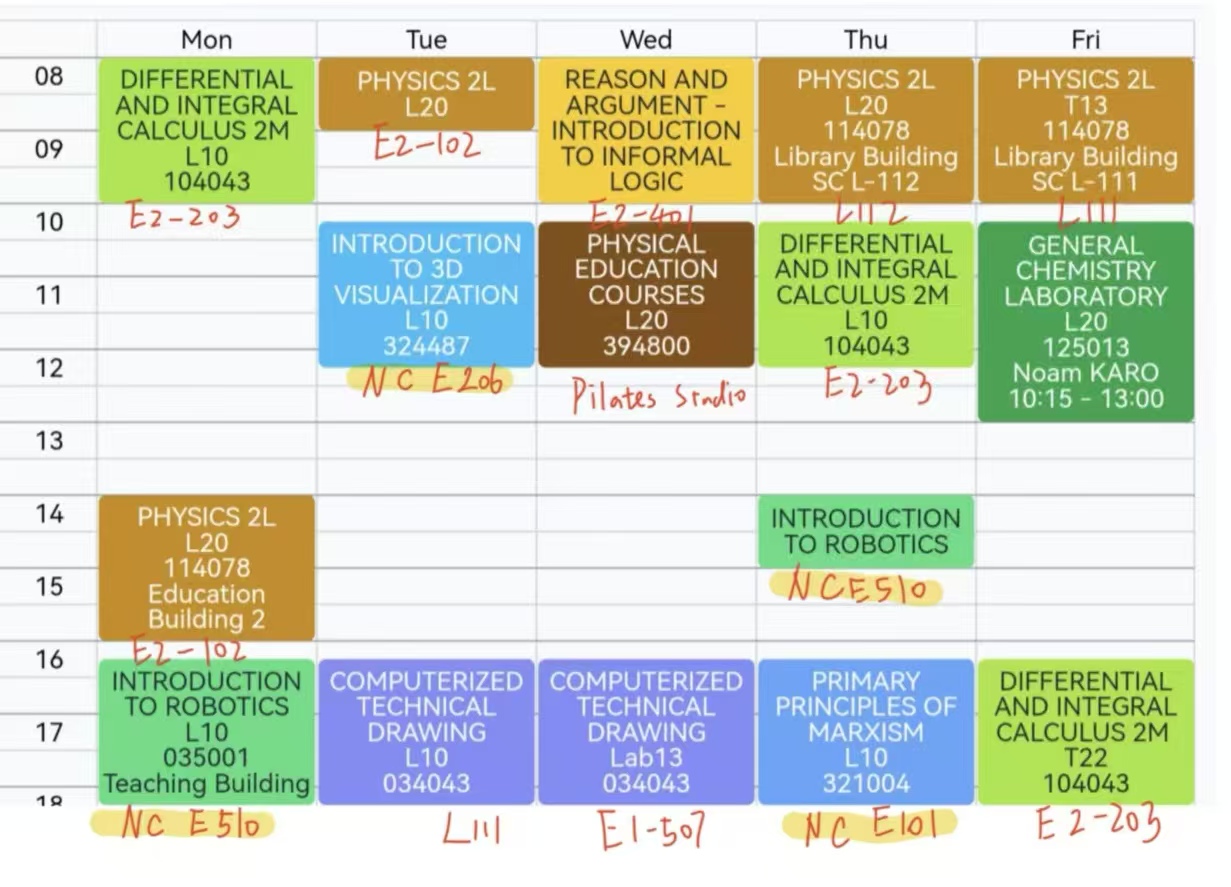 Mon Tue Wed Thu Fri
08
09
10
11
12
13
14
15
16
17
18
DIFFERENTIAL
AND INTEGRAL
CALCULUS 2M
L10
104043
E2-203
PHYSICS 2L
L20
114078
Education
Building 2
E2-102
INTRODUCTION
TO ROBOTICS
L10
035001
Teaching Building
NC E510
PHYSICS 2L
L20
E2-102
INTRODUCTION
TO 3D
VISUALIZATION
L10
324487
NC E206
COMPUTERIZED
TECHNICAL
DRAWING
L10
034043
L111
REASON AND
ARGUMENT -
INTRODUCTION
TO INFORMAL
LOGIC
E2-401
PHYSICAL
EDUCATION
COURSES
L20
394800
Pilates Studio
COMPUTERIZED
TECHNICAL
DRAWING
Lab13
034043
E1-507
PHYSICS 2L
L20
114078
Library Building
SC L-112
L112
DIFFERENTIAL
AND INTEGRAL
CALCULUS 2M
L10
104043
E2-203
INTRODUCTION
TO ROBOTICS
NC E510
PRIMARY
PRINCIPLES OF
MARXISM
L10
321004
NC E101
PHYSICS 2L
T13
114078
Library Building
SC L-111
L111
GENERAL
CHEMISTRY
LABORATORY
L20
125013
Noam KARO
10:15 - 13:00
DIFFERENTIAL
AND INTEGRAL
CALCULUS 2M
T22
104043
E2-203